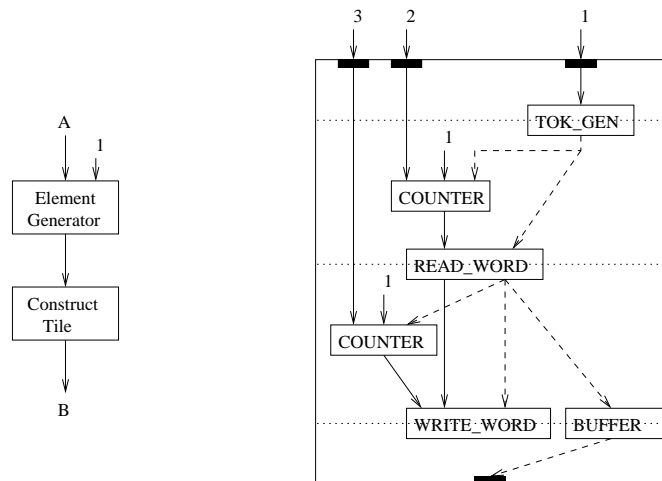 3
2
1
A
1
TOK_GEN
1
Element
Generator
COUNTER
READ_WORD
1
Construct
Tile
COUNTER
B
WRITE_WORD
BUFFER